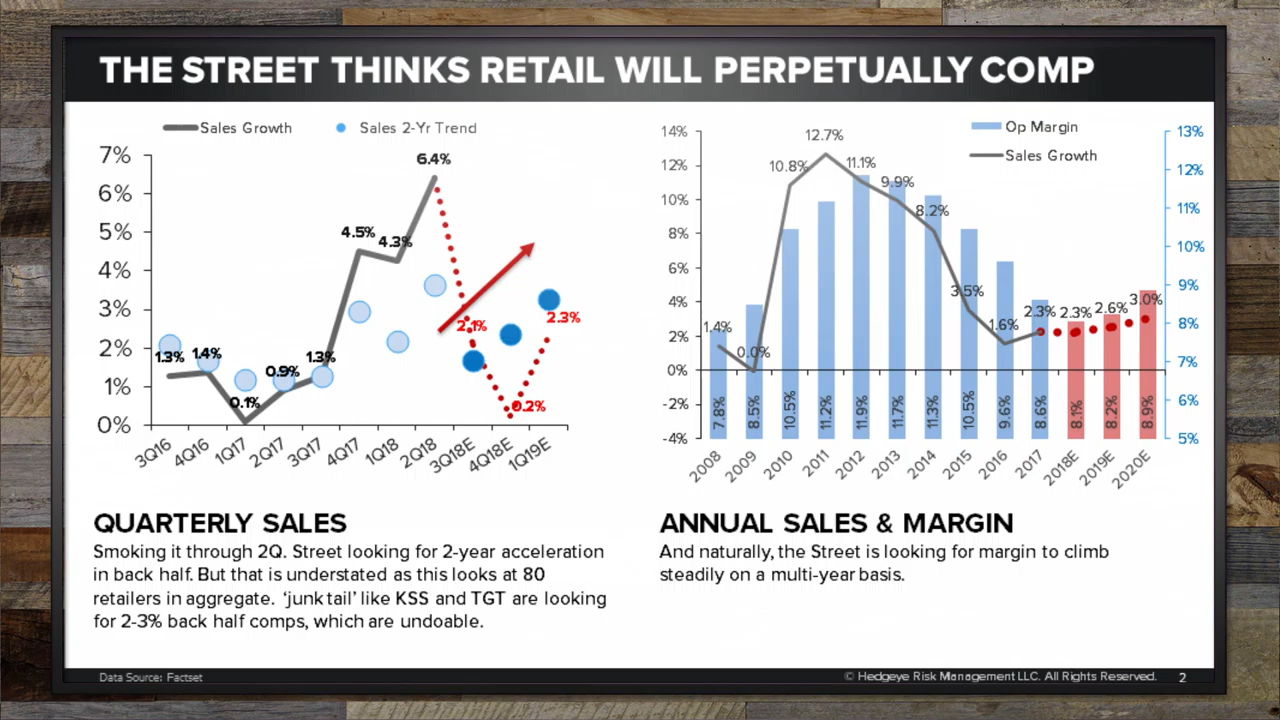 THE STREET THINKS RETAIL WILL PERPETUALLY COMP
Sales Growth
Sales 2-Yr Trend
7%
6%
5%
4%
3%
2%
1%
0%
1.3%
1.4%
0.1%
0.9%
1.3%
4.5%
4.3%
6.4%
2.1%
0.2%
2.3%
3Q16
4Q16
1Q17
2Q17
3Q17
4Q17
1Q18
2Q18
3Q18E
4Q18E
1Q19E
Op Margin
Sales Growth
14%
12%
10%
8%
6%
4%
2%
0%
-2%
-4%
13%
12%
11%
10%
9%
8%
7%
6%
5%
1.4%
0.0%
10.8%
12.7%
11.1%
9.9%
8.2%
3.5%
1.6%
2.3%
2.3%
2.6%
3.0%
7.8%
8.5%
10.5%
11.2%
11.9%
11.7%
11.3%
10.5%
9.6%
8.6%
8.1%
8.2%
8.9%
2008
2009
2010
2011
2012
2013
2014
2015
2016
2017
2018E
2019E
2020E
QUARTERLY SALES
Smoking it through 2Q. Street looking for 2-year acceleration
in back half. But that is understated as this looks at 80
retailers in aggregate. ‘junk tail’ like KSS and TGT are looking
for 2-3% back half comps, which are undoable.
ANNUAL SALES & MARGIN
And naturally, the Street is looking for margin to climb
steadily on a multi-year basis.
Data Source: Factset
© Hedgeye Risk Management LLC. All Rights Reserved. 2